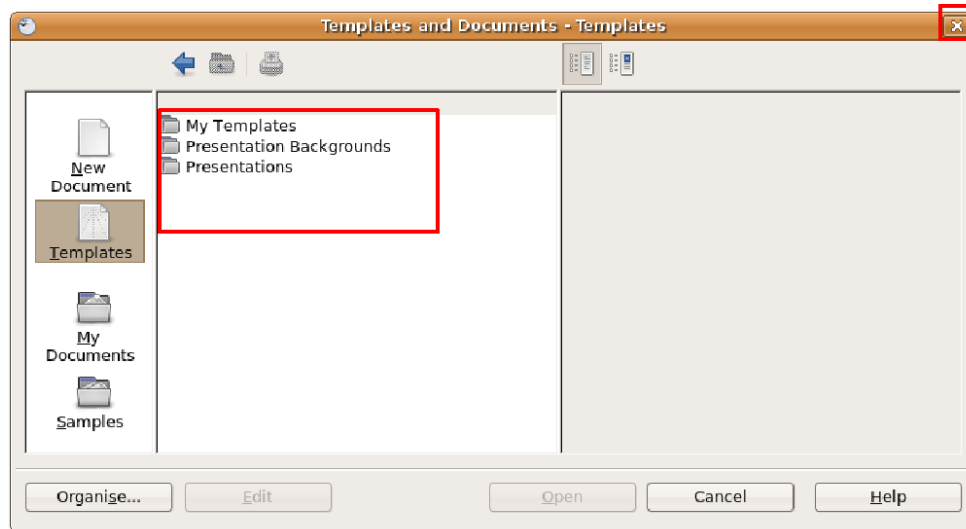 Templates and Documents - Templates
New
Document
Templates
My
Documents
Samples
My Templates
Presentation Backgrounds
Presentations
Organise...
Edit
Open
Cancel
Help